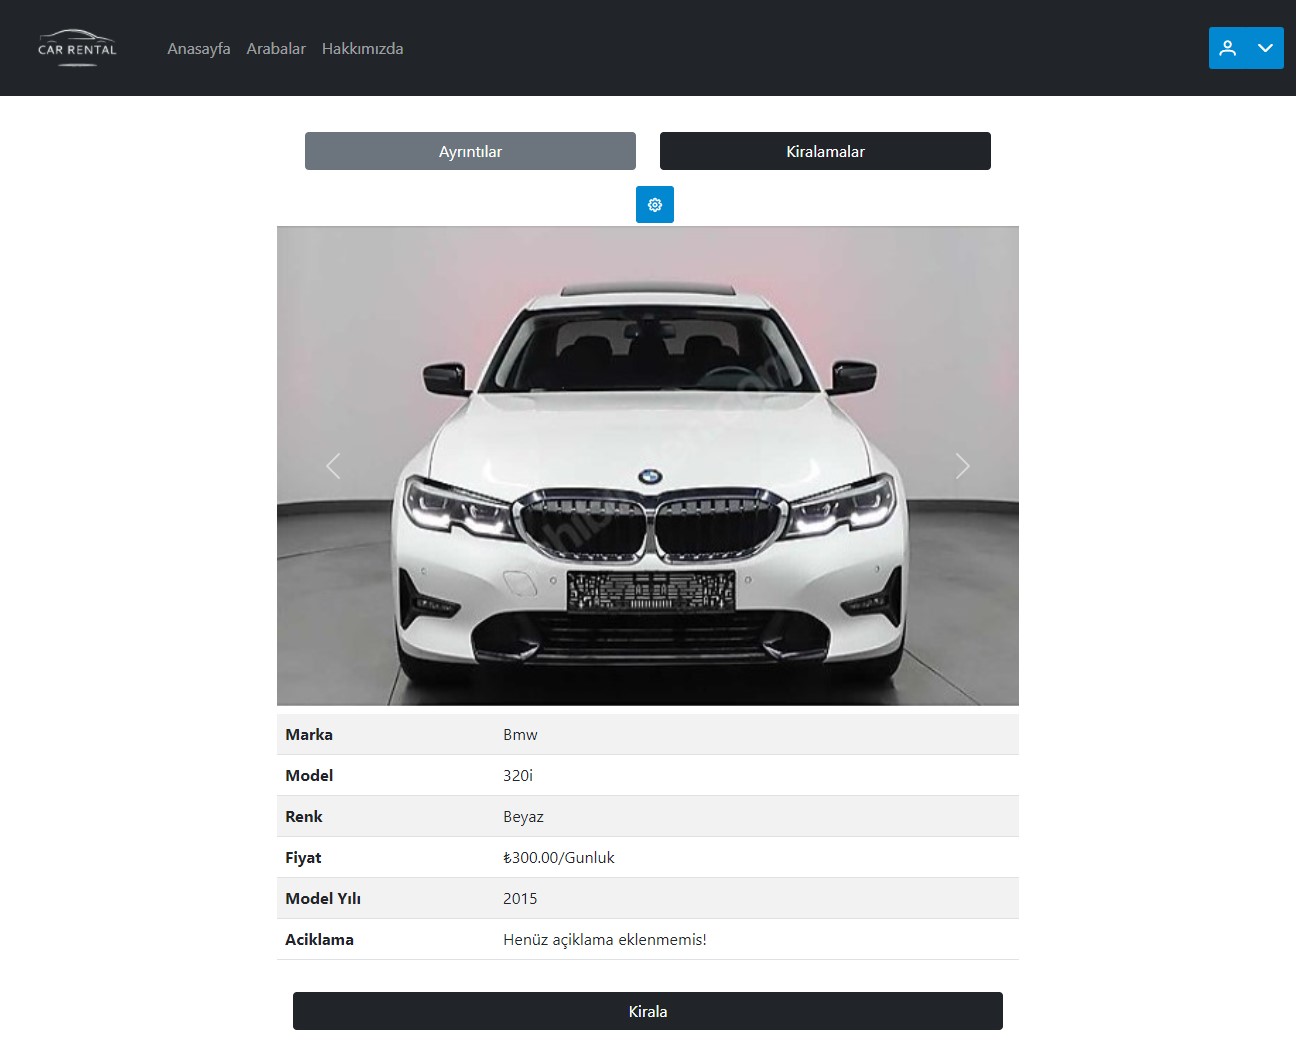 CAR RENTAL
Anasayfa Arabalar Hakkımızda
Ayrıntılar Kiralamalar
Marka Bmw
Model 320i
Renk Beyaz
Fiyat ₺300.00/Gunluk
Model Yılı 2015
Aciklama Henüz açiklama eklenmemis!
Kirala